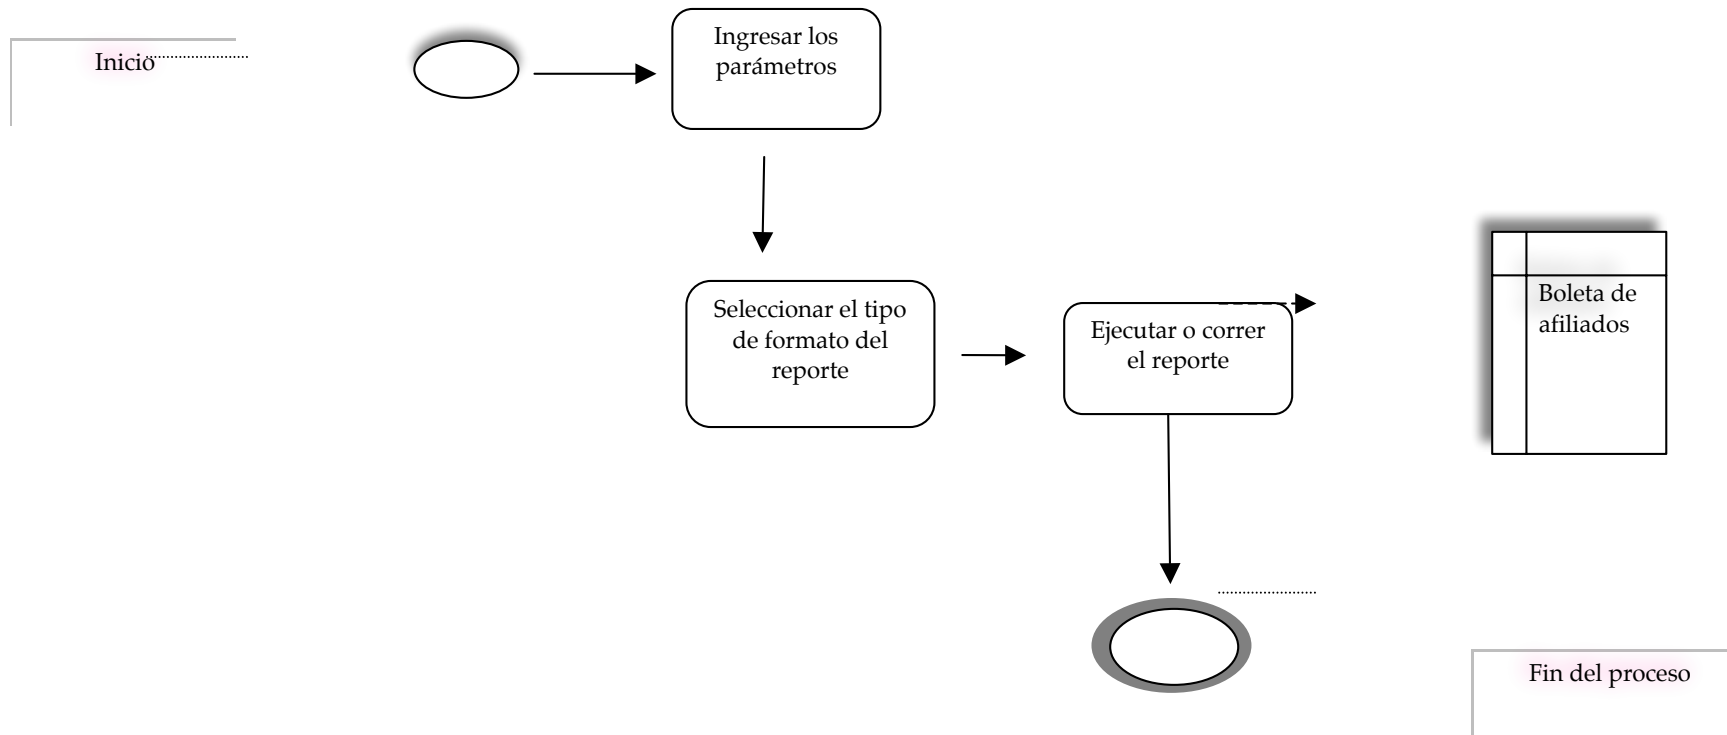 Inicio
Ingresar los
parámetros
Seleccionar el tipo
de formato del
reporte
Ejecutar o correr
el reporte
Boleta de
afiliados
Fin del proceso